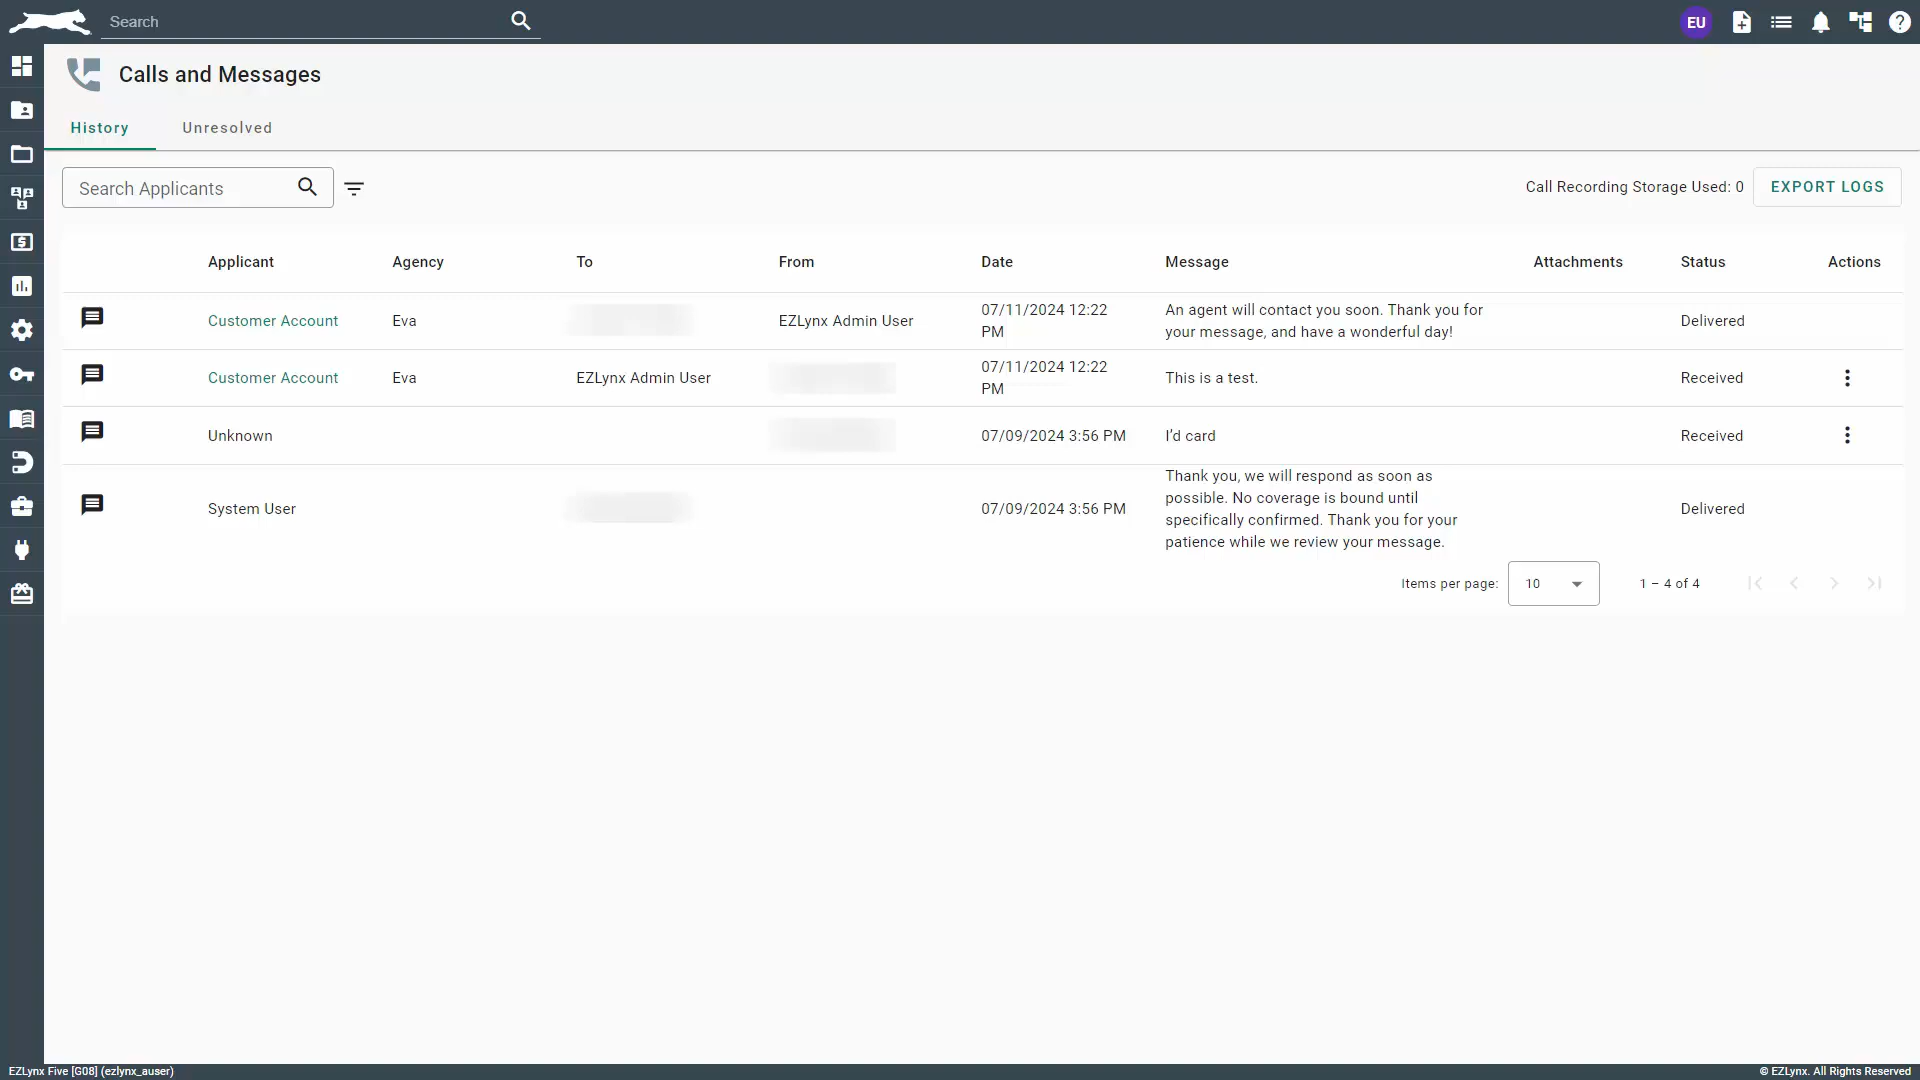 Search
EU
Calls and Messages
History
Unresolved
Search Applicants
Call Recording Storage Used: 0
EXPORT LOGS
Applicant Agency To From Date Message Attachments Status Actions
Customer Account Eva EZLynx Admin User 07/11/2024 12:22 PM An agent will contact you soon. Thank you for
your message, and have a wonderful day! Delivered
Customer Account Eva EZLynx Admin User 07/11/2024 12:22 PM This is a test. Received
Unknown 07/09/2024 3:56 PM I’d card Received
System User 07/09/2024 3:56 PM Thank you, we will respond as soon as
possible. No coverage is bound until
specifically confirmed. Thank you for your
patience while we review your message. Delivered
Items per page: 10 1 – 4 of 4
EZLynx Five [G08] (ezlynx_auser)
© EZLynx. All Rights Reserved